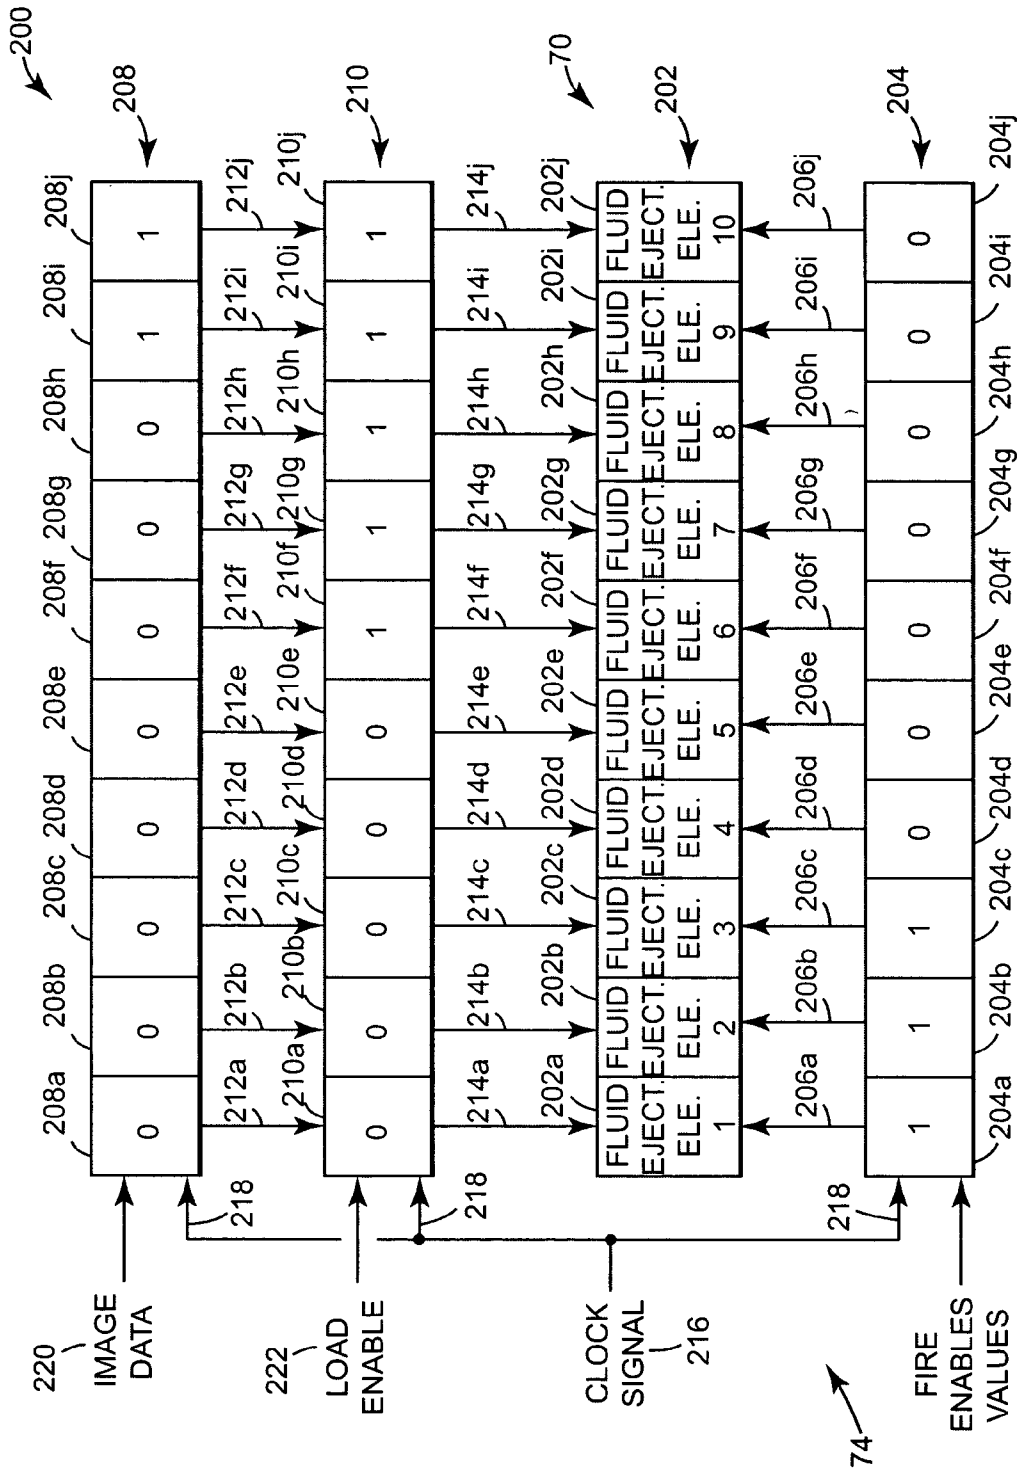 200
208a 208b 208c 208d 208e 208f 208g 208h 208i 208j
208
220 IMAGE DATA
0 0 0 0 0 0 0 0 1 1
218
212a 212b 212c 212d 212e 212f 212g 212h 212i 212j
210a 210b 210c 210d 210e 210f 210g 210h 210i 210j
210
222 LOAD ENABLE
0 0 0 0 0 1 1 1 1 1
218
214a 214b 214c 214d 214e 214f 214g 214h 214i 214j
70
202a 202b 202c 202d 202e 202f 202g 202h 202i 202j
202
CLOCK SIGNAL 216
FLUID FLUID FLUID FLUID FLUID FLUID FLUID FLUID FLUID FLUID
EJECT. EJECT. EJECT. EJECT. EJECT. EJECT. EJECT. EJECT. EJECT. EJECT.
ELE. ELE. ELE. ELE. ELE. ELE. ELE. ELE. ELE. ELE.
1 2 3 4 5 6 7 8 9 10
206a 206b 206c 206d 206e 206f 206g 206h 206i 206j
218
204
1 1 1 0 0 0 0 0 0 0
204a 204b 204c 204d 204e 204f 204g 204h 204i 204j
74
FIRE
ENABLES
VALUES